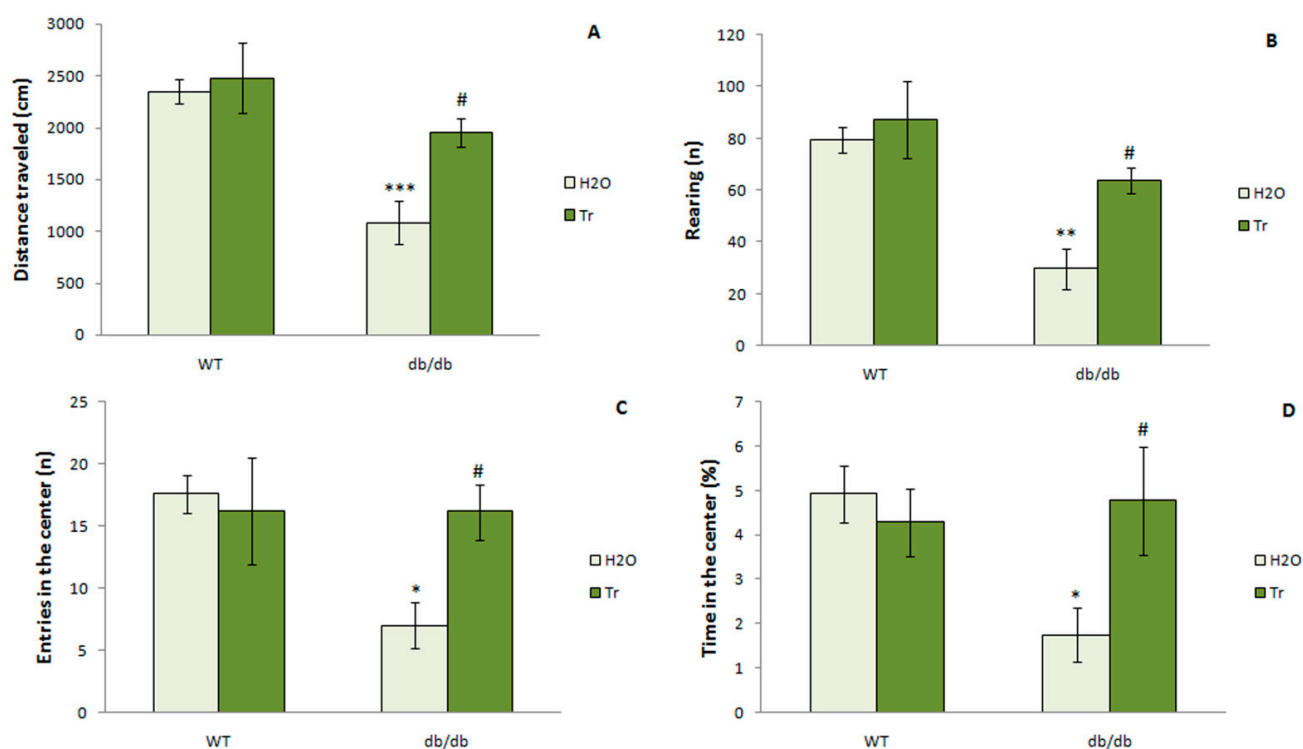 A
Distance traveled (cm)
3000
2500
2000
1500
1000
500
0
***
#
WT
db/db
H2O
Tr
B
Rearing (n)
120
100
80
60
40
20
0
**
#
WT
db/db
H2O
Tr
C
Entries in the center (n)
25
20
15
10
5
0
*
#
WT
db/db
H2O
Tr
D
Time in the center (%)
7
6
5
4
3
2
1
0
*
#
WT
db/db
H2O
Tr